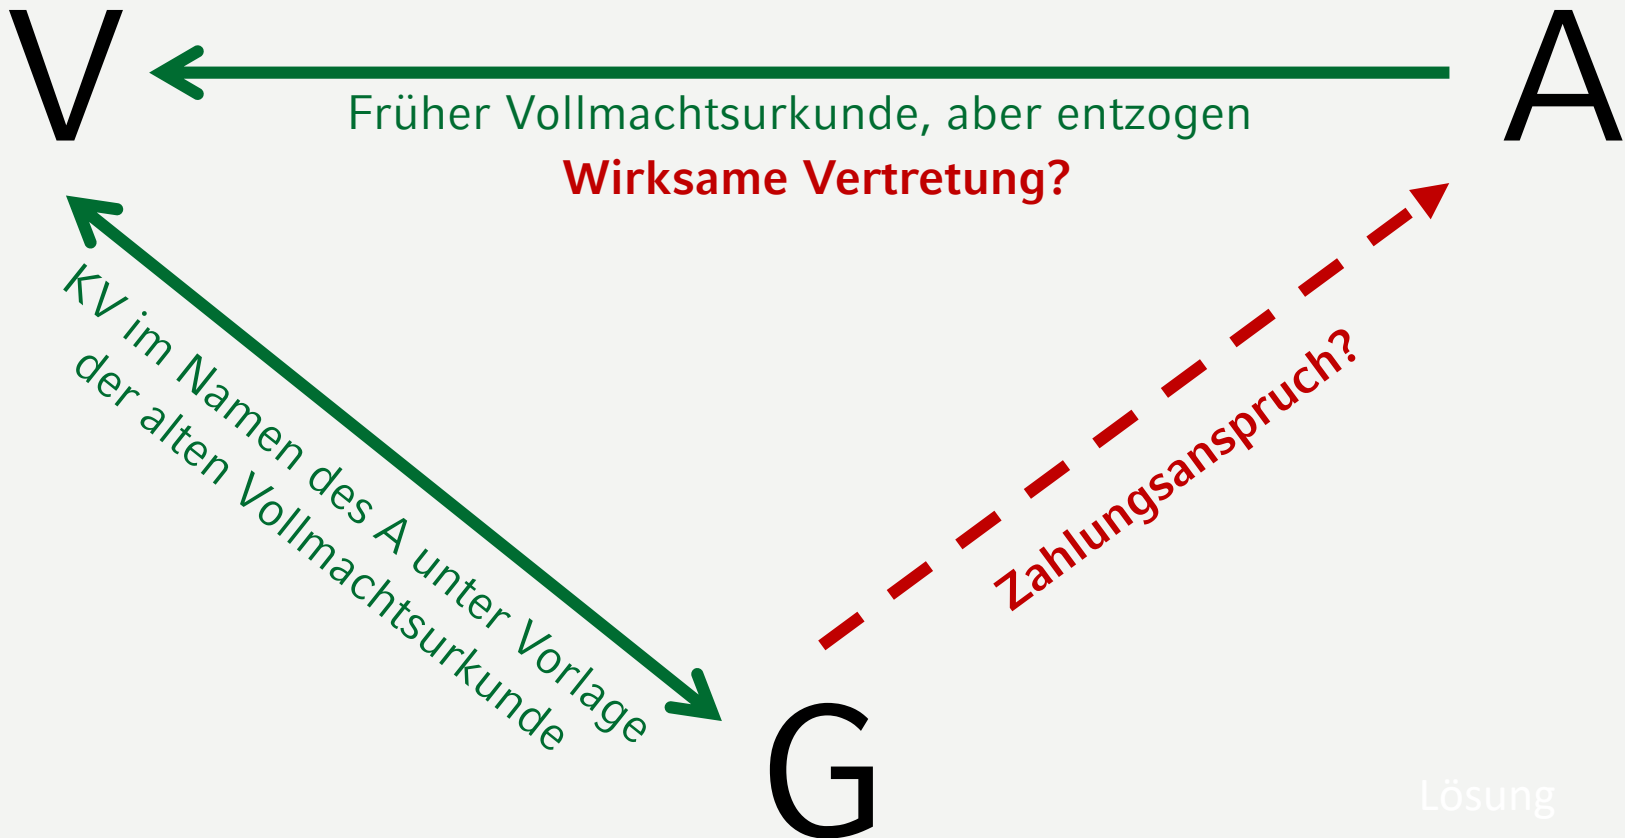 V
A
Früher Vollmachtsurkunde, aber entzogen
Wirksame Vertretung?
KV im Namen des A unter Vorlage
der alten Vollmachtsurkunde
Zahlungsanspruch?
G
Lösung